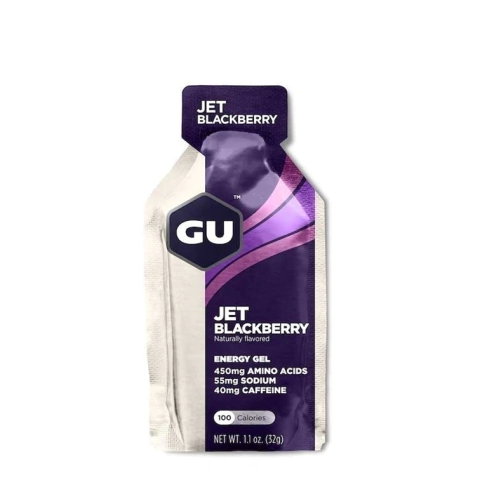 JET
BLACKBERRY
™
GU
JET
BLACKBERRY
Naturally flavored
ENERGY GEL
450mg AMINO ACIDS
55mg SODIUM
40mg CAFFEINE
100 Calories
NET WT. 1.1 oz. (32g)